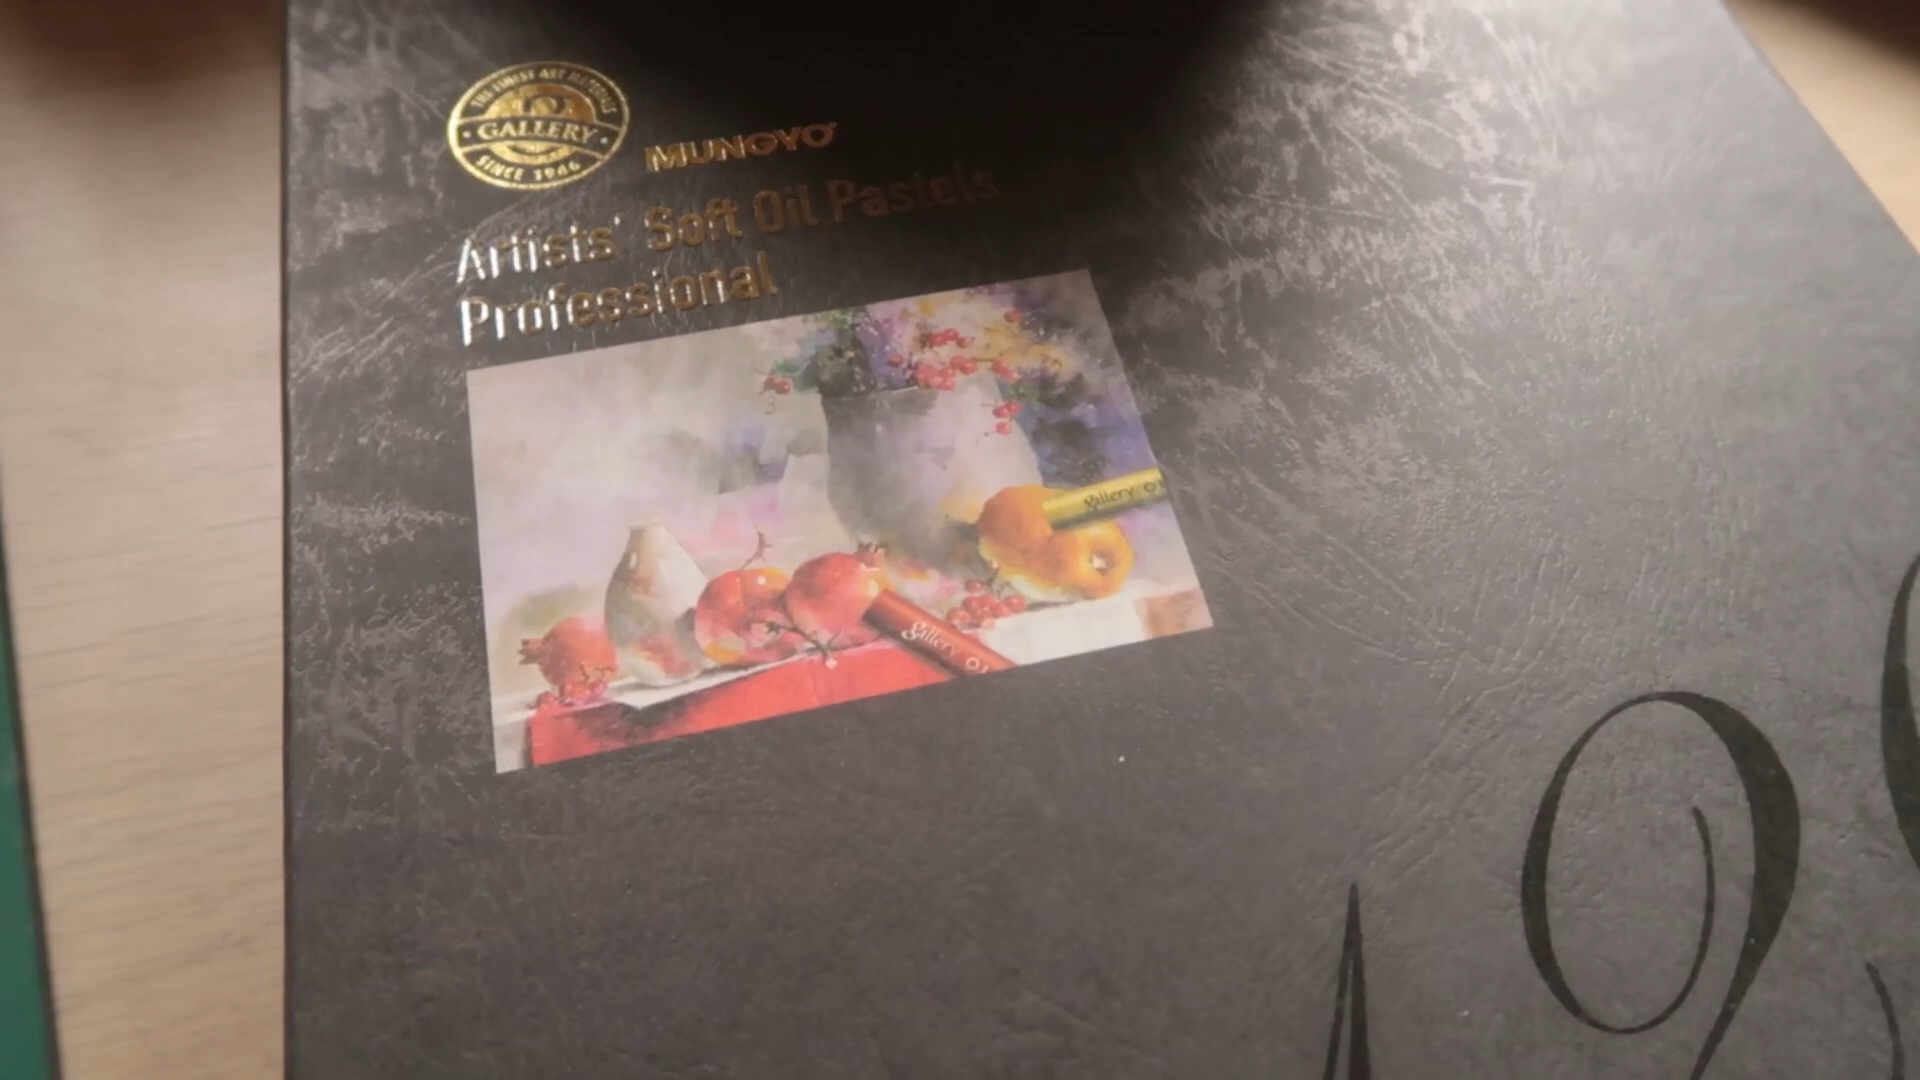 THE FINEST ART MATERIALS
GALLERY
SINCE 1946
MUNGYO
Artists' Soft Oil Pastels
Professional
gallery
gallery